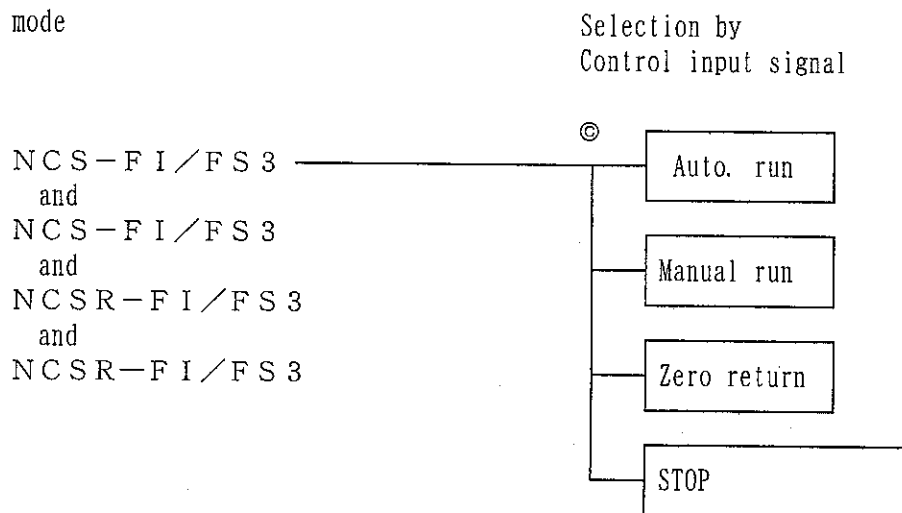 mode
Selection by
Control input signal
©
NCS-FI/FS3
and
NCS-FI/FS3
and
NCSR-FI/FS3
and
NCSR-FI/FS3
Auto. run
Manual run
Zero return
STOP